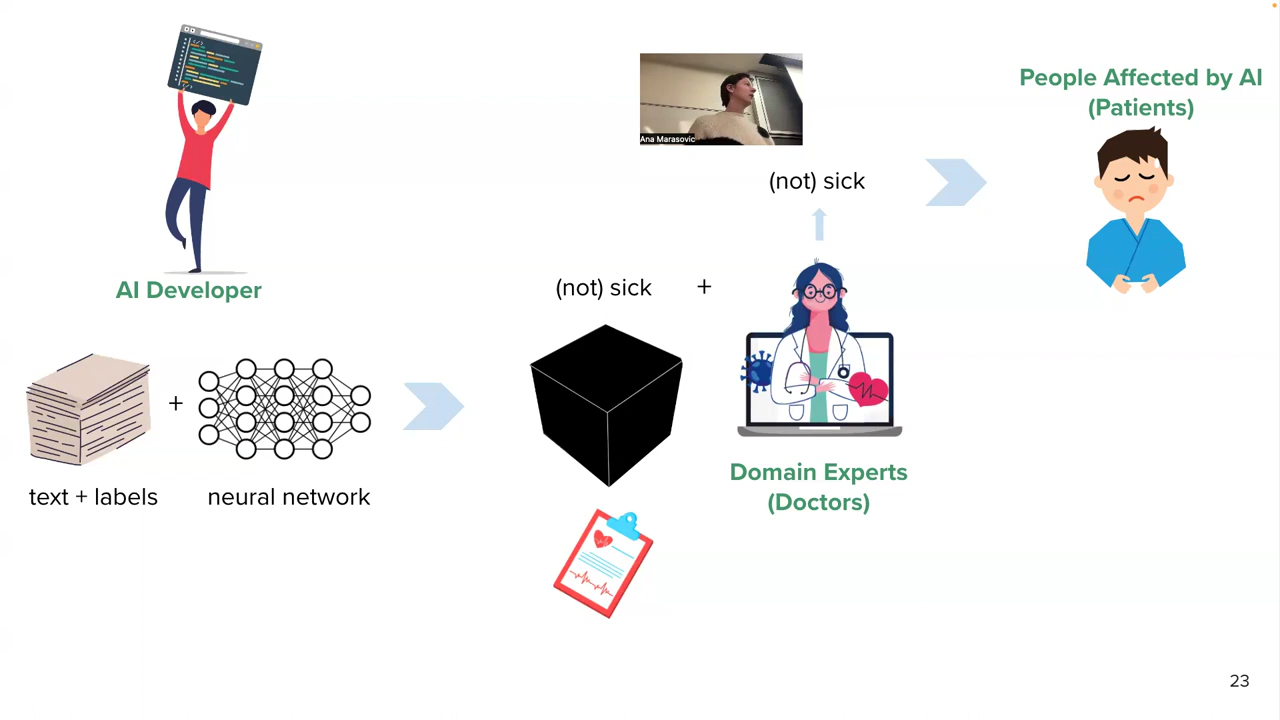 People Affected by AI
(Patients)
Ana Marasovic
(not) sick
AI Developer
(not) sick
+
+
text + labels
neural network
Domain Experts
(Doctors)
23